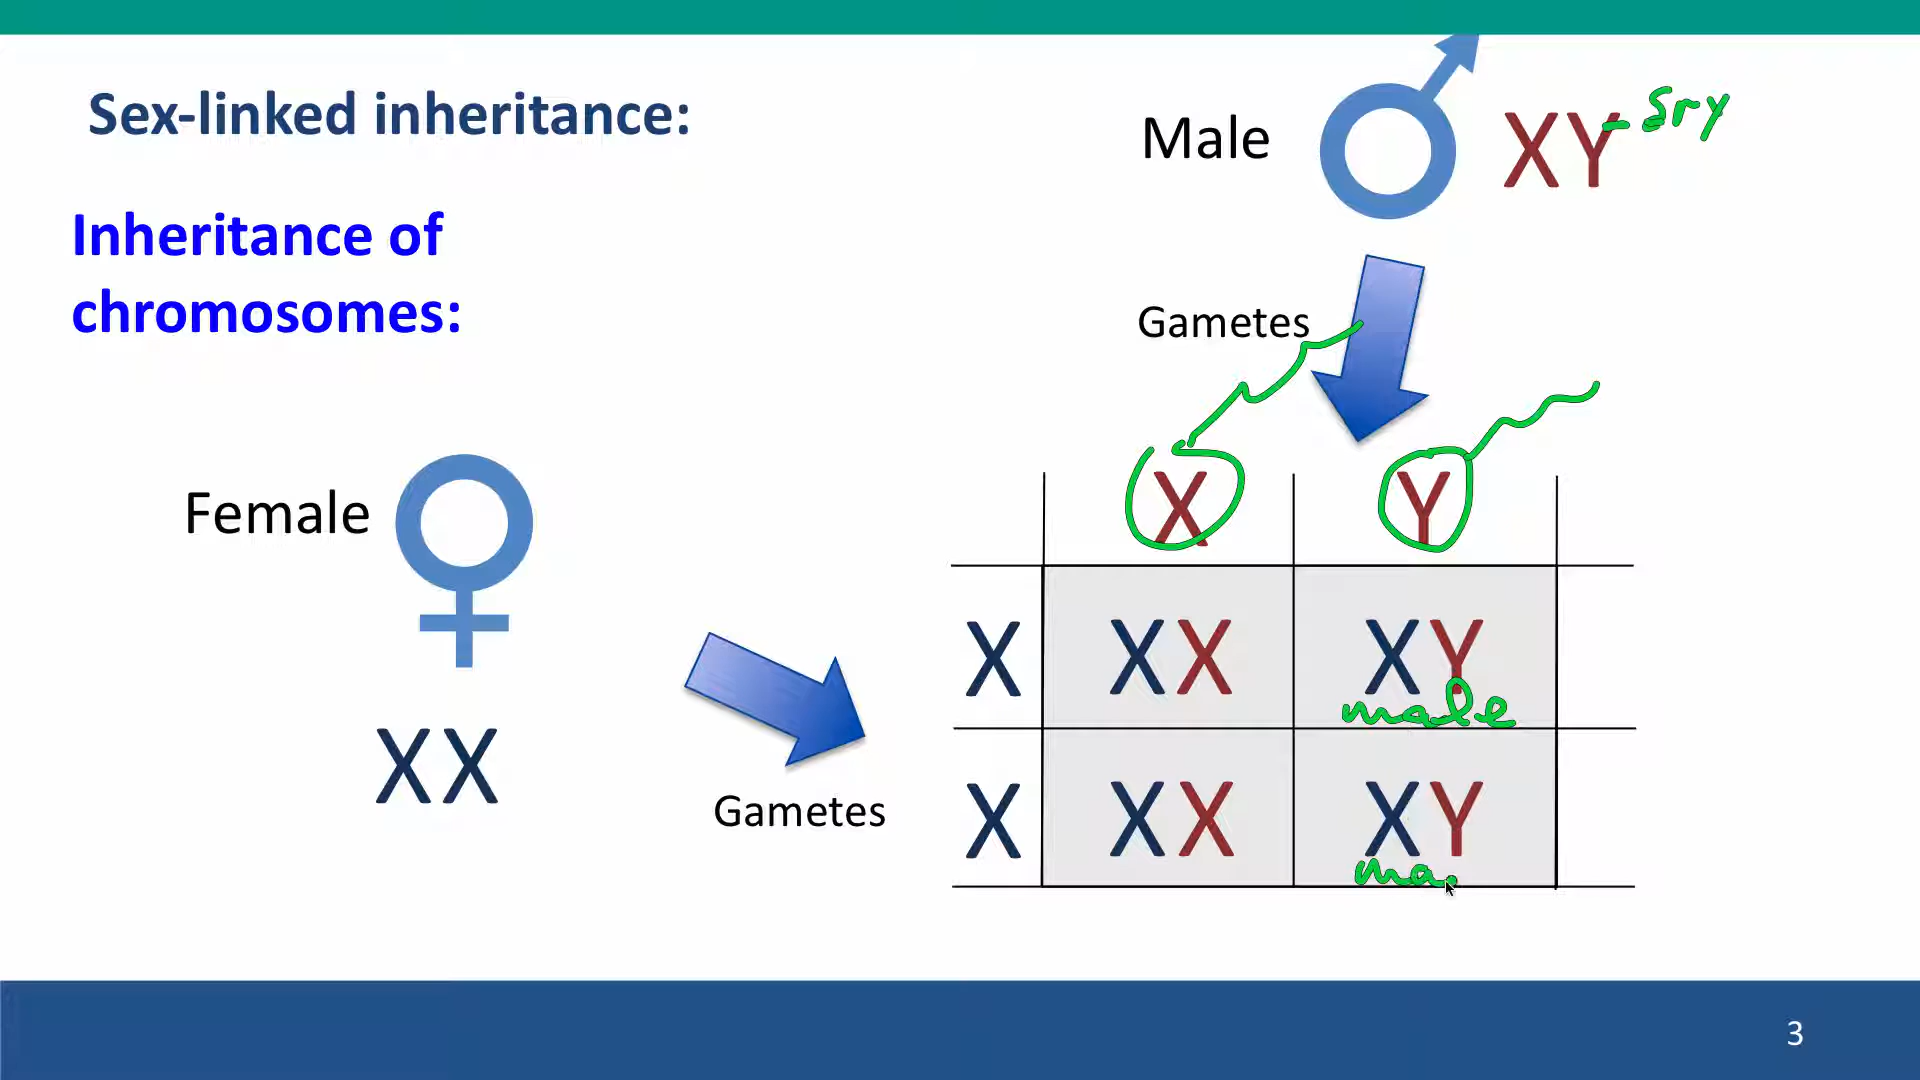 Sex-linked inheritance:
Male
XY - Sry
Inheritance of
chromosomes:
Gametes
Female
X Y
X XX XY
male
XX
Gametes
X XX XY
ma
3